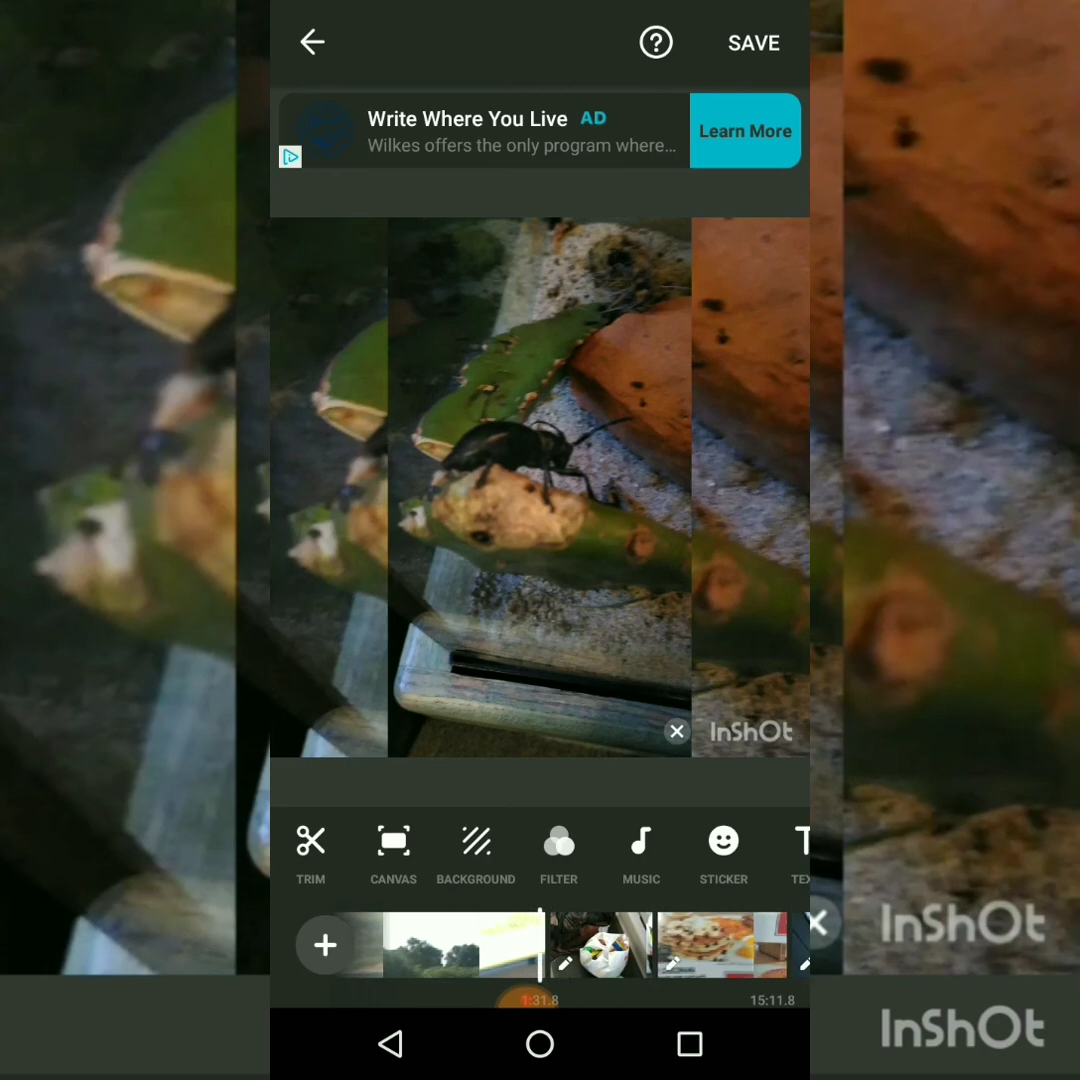 SAVE
Write Where You Live AD
Wilkes offers the only program where...
Learn More
InShOt
TRIM
CANVAS
BACKGROUND
FILTER
MUSIC
STICKER
TEX
InShOt
1:31.8
15:11.8
InShOt